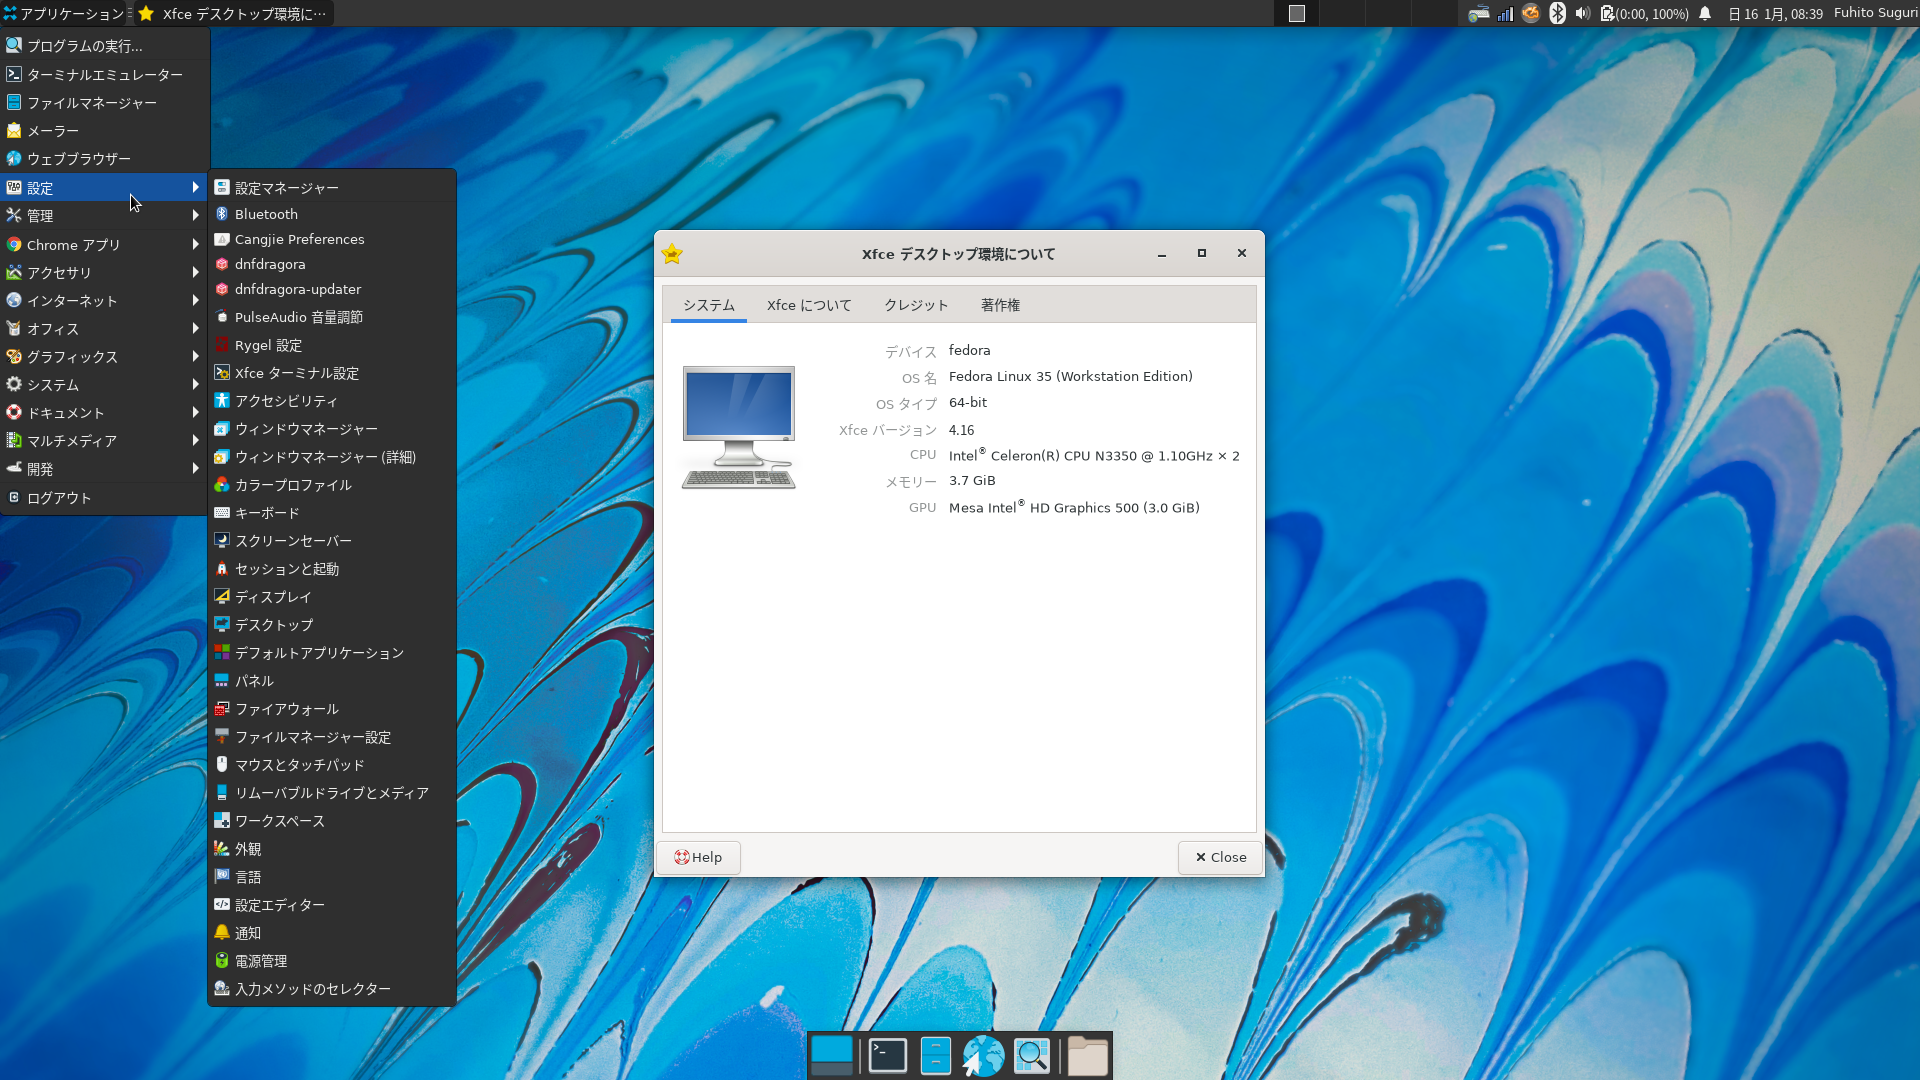 アプリケーション
Xfce デスクトップ環境に…
(0:00, 100%)
日 16 1月, 08:39
Fuhito Suguri
プログラムの実行...
ターミナルエミュレーター
ファイルマネージャー
メーラー
ウェブブラウザー
設定
管理
Chrome アプリ
アクセサリ
インターネット
オフィス
グラフィックス
システム
ドキュメント
マルチメディア
開発
ログアウト
設定マネージャー
Bluetooth
Cangjie Preferences
dnfdragora
dnfdragora-updater
PulseAudio 音量調節
Rygel 設定
Xfce ターミナル設定
アクセシビリティ
ウィンドウマネージャー
ウィンドウマネージャー (詳細)
カラープロファイル
キーボード
スクリーンセーバー
セッションと起動
ディスプレイ
デスクトップ
デフォルトアプリケーション
パネル
ファイアウォール
ファイルマネージャー設定
マウスとタッチパッド
リムーバブルドライブとメディア
ワークスペース
外観
言語
設定エディター
通知
電源管理
入力メソッドのセレクター
Xfce デスクトップ環境について
システム Xfce について クレジット 著作権
デバイス fedora
OS 名 Fedora Linux 35 (Workstation Edition)
OS タイプ 64-bit
Xfce バージョン 4.16
CPU Intel® Celeron(R) CPU N3350 @ 1.10GHz × 2
メモリー 3.7 GiB
GPU Mesa Intel® HD Graphics 500 (3.0 GiB)
Help
Close